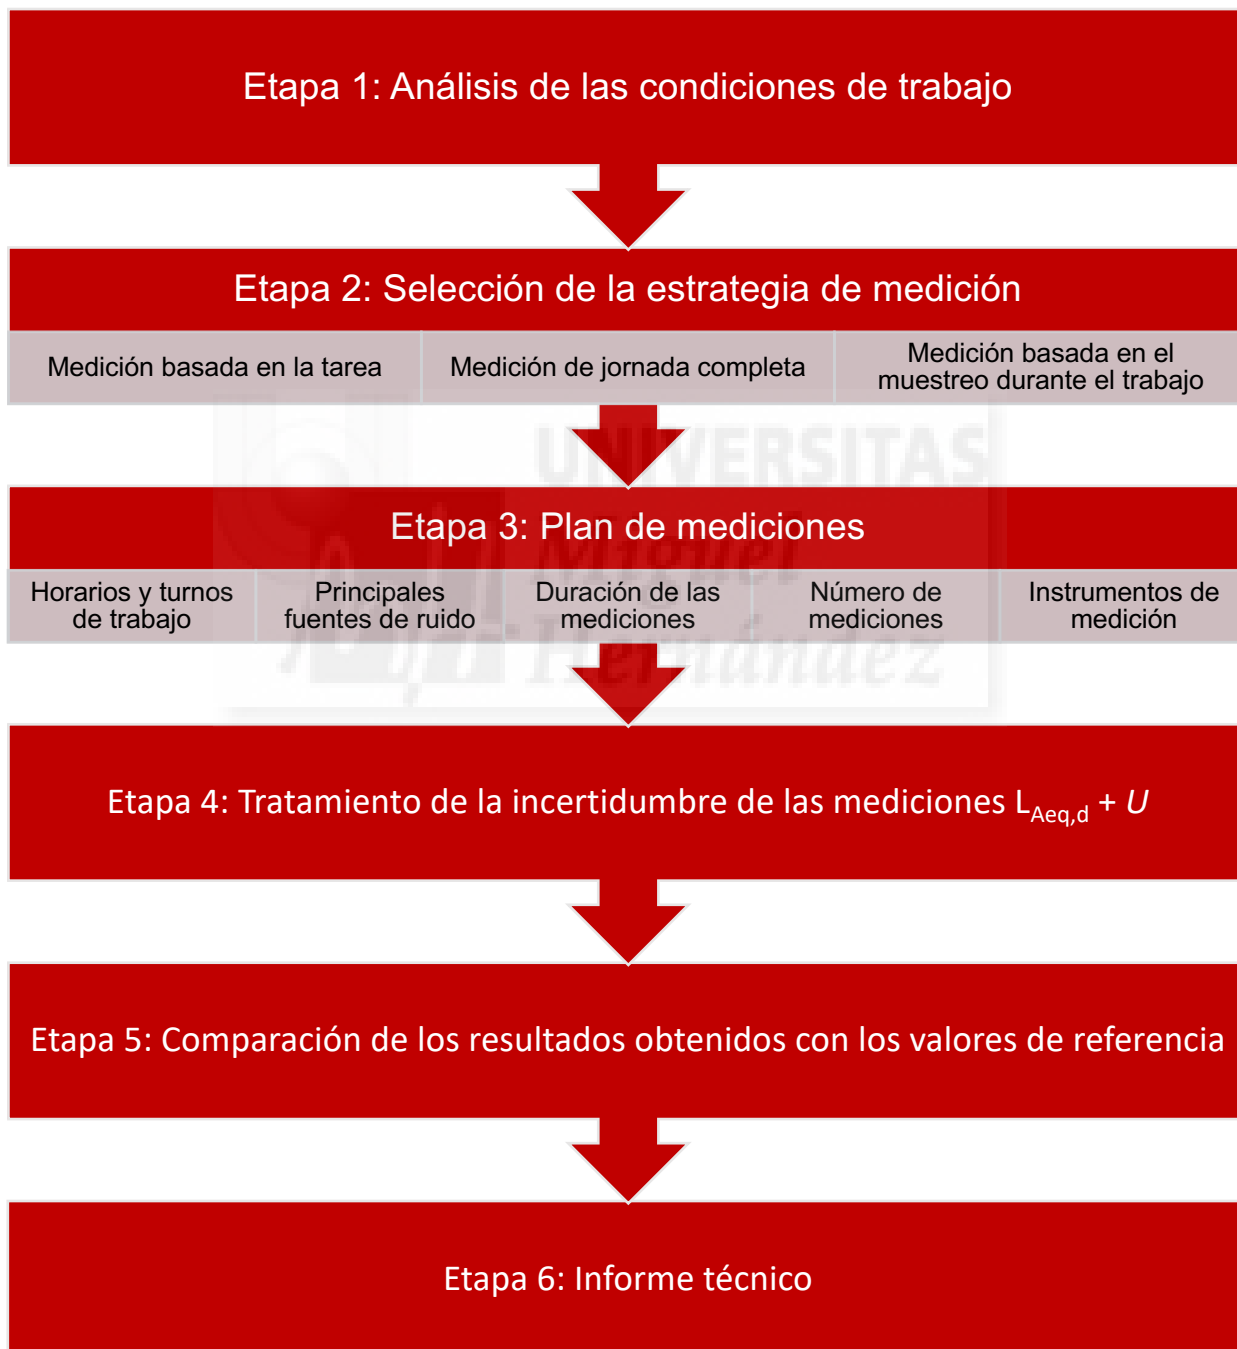 Etapa 1: Análisis de las condiciones de trabajo
Etapa 2: Selección de la estrategia de medición
Medición basada en la tarea
Medición de jornada completa
Medición basada en el
muestreo durante el trabajo
UNIVERSITAS
Miguel
Hernández
Etapa 3: Plan de mediciones
Horarios y turnos
de trabajo
Principales
fuentes de ruido
Duración de las
mediciones
Número de
mediciones
Instrumentos de
medición
Etapa 4: Tratamiento de la incertidumbre de las mediciones L_Aeq,d + U
Etapa 5: Comparación de los resultados obtenidos con los valores de referencia
Etapa 6: Informe técnico